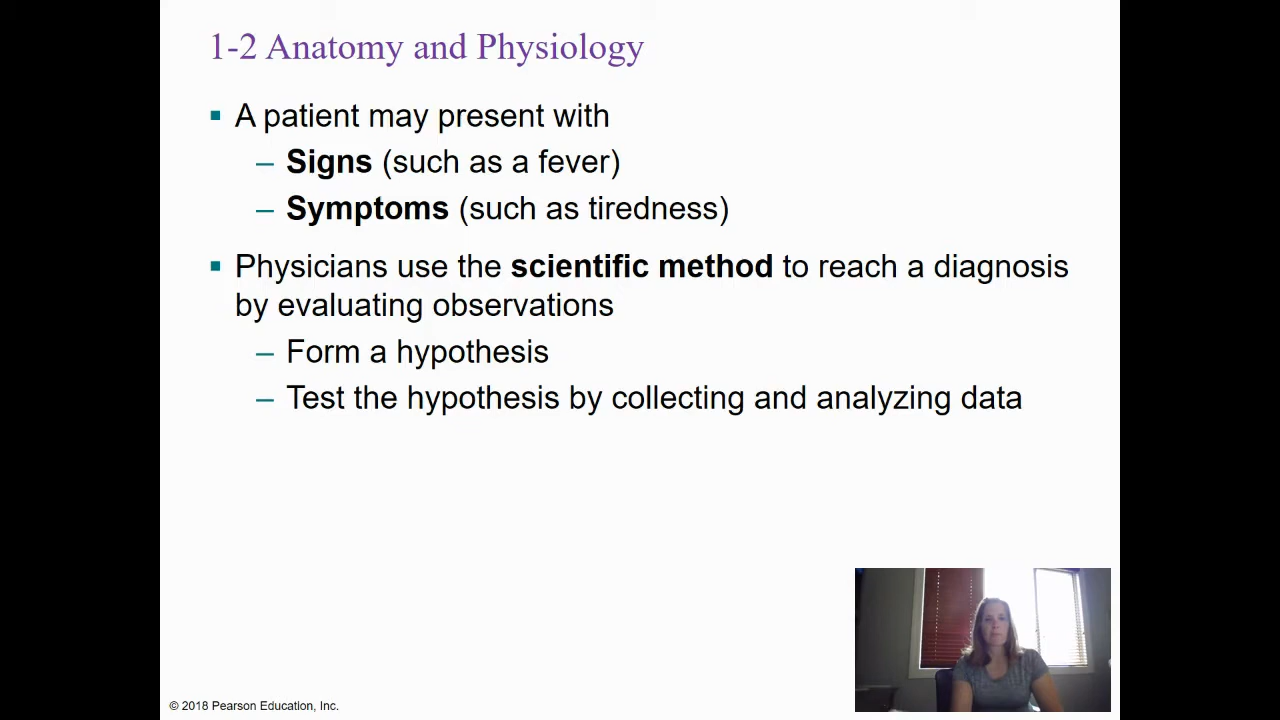 1-2 Anatomy and Physiology
▪ A patient may present with
– Signs (such as a fever)
– Symptoms (such as tiredness)
▪ Physicians use the scientific method to reach a diagnosis
by evaluating observations
– Form a hypothesis
– Test the hypothesis by collecting and analyzing data
© 2018 Pearson Education, Inc.